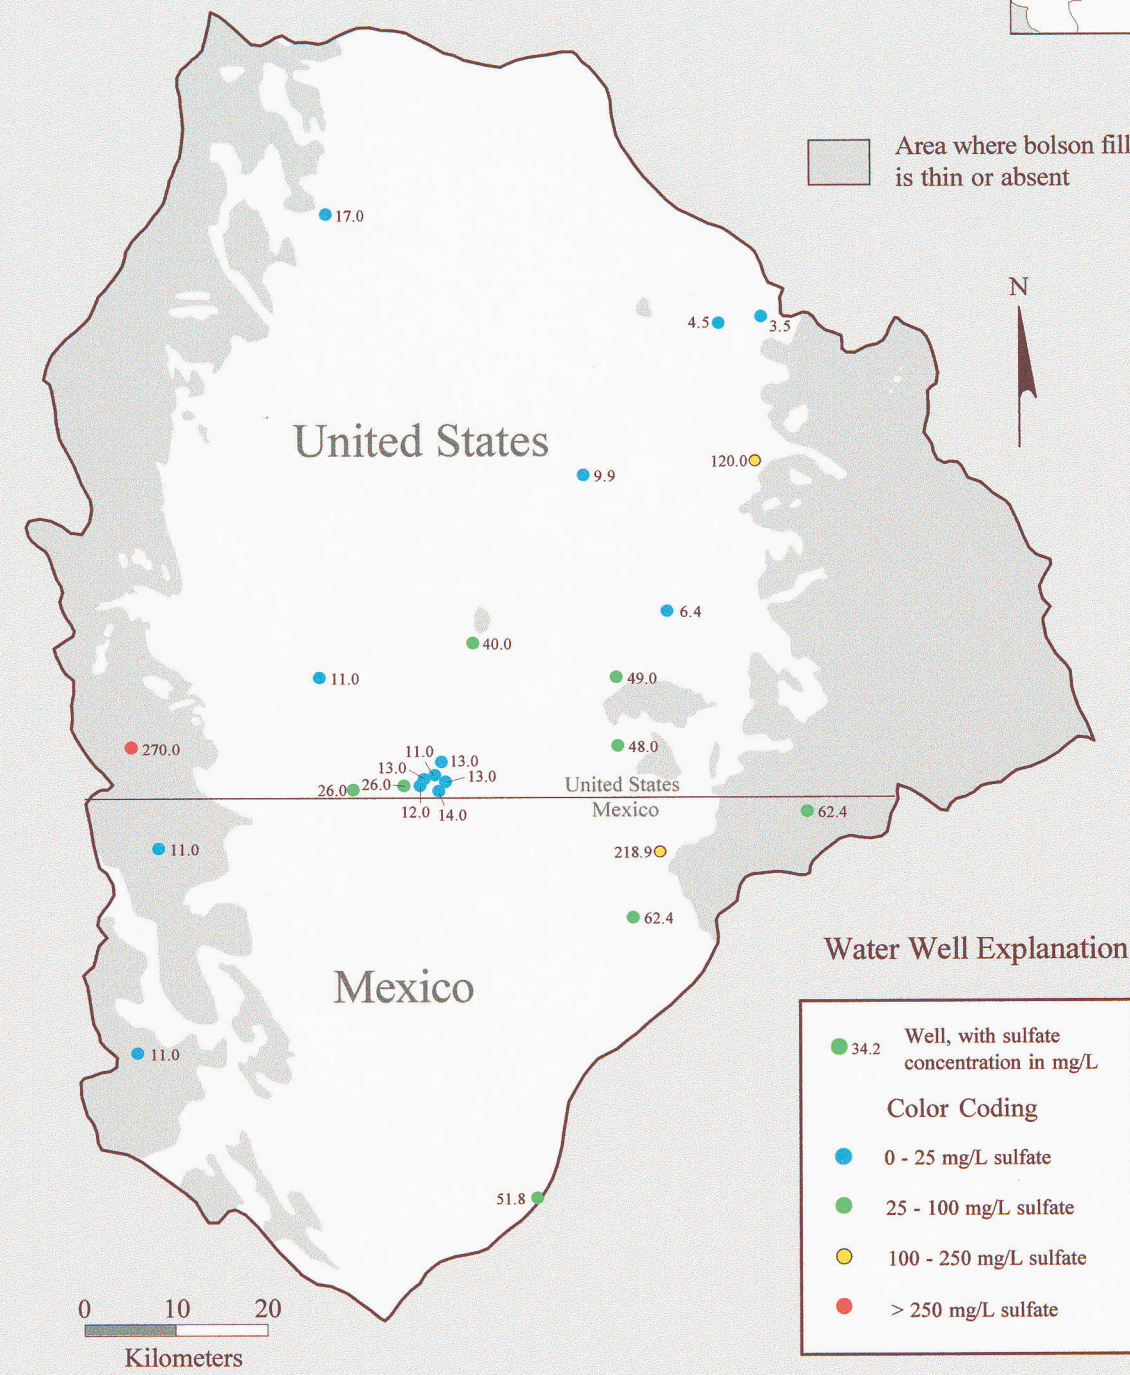 Area where bolson fill
is thin or absent
17.0
N
4.5
3.5
United States
9.9
120.0
6.4
40.0
11.0
49.0
270.0
48.0
11.0
13.0
13.0
13.0
26.0
26.0
12.0
14.0
United States
Mexico
62.4
11.0
218.9
62.4
Mexico
11.0
51.8
Water Well Explanation
34.2
Well, with sulfate
concentration in mg/L
Color Coding
0 - 25 mg/L sulfate
25 - 100 mg/L sulfate
100 - 250 mg/L sulfate
> 250 mg/L sulfate
0 10 20
Kilometers